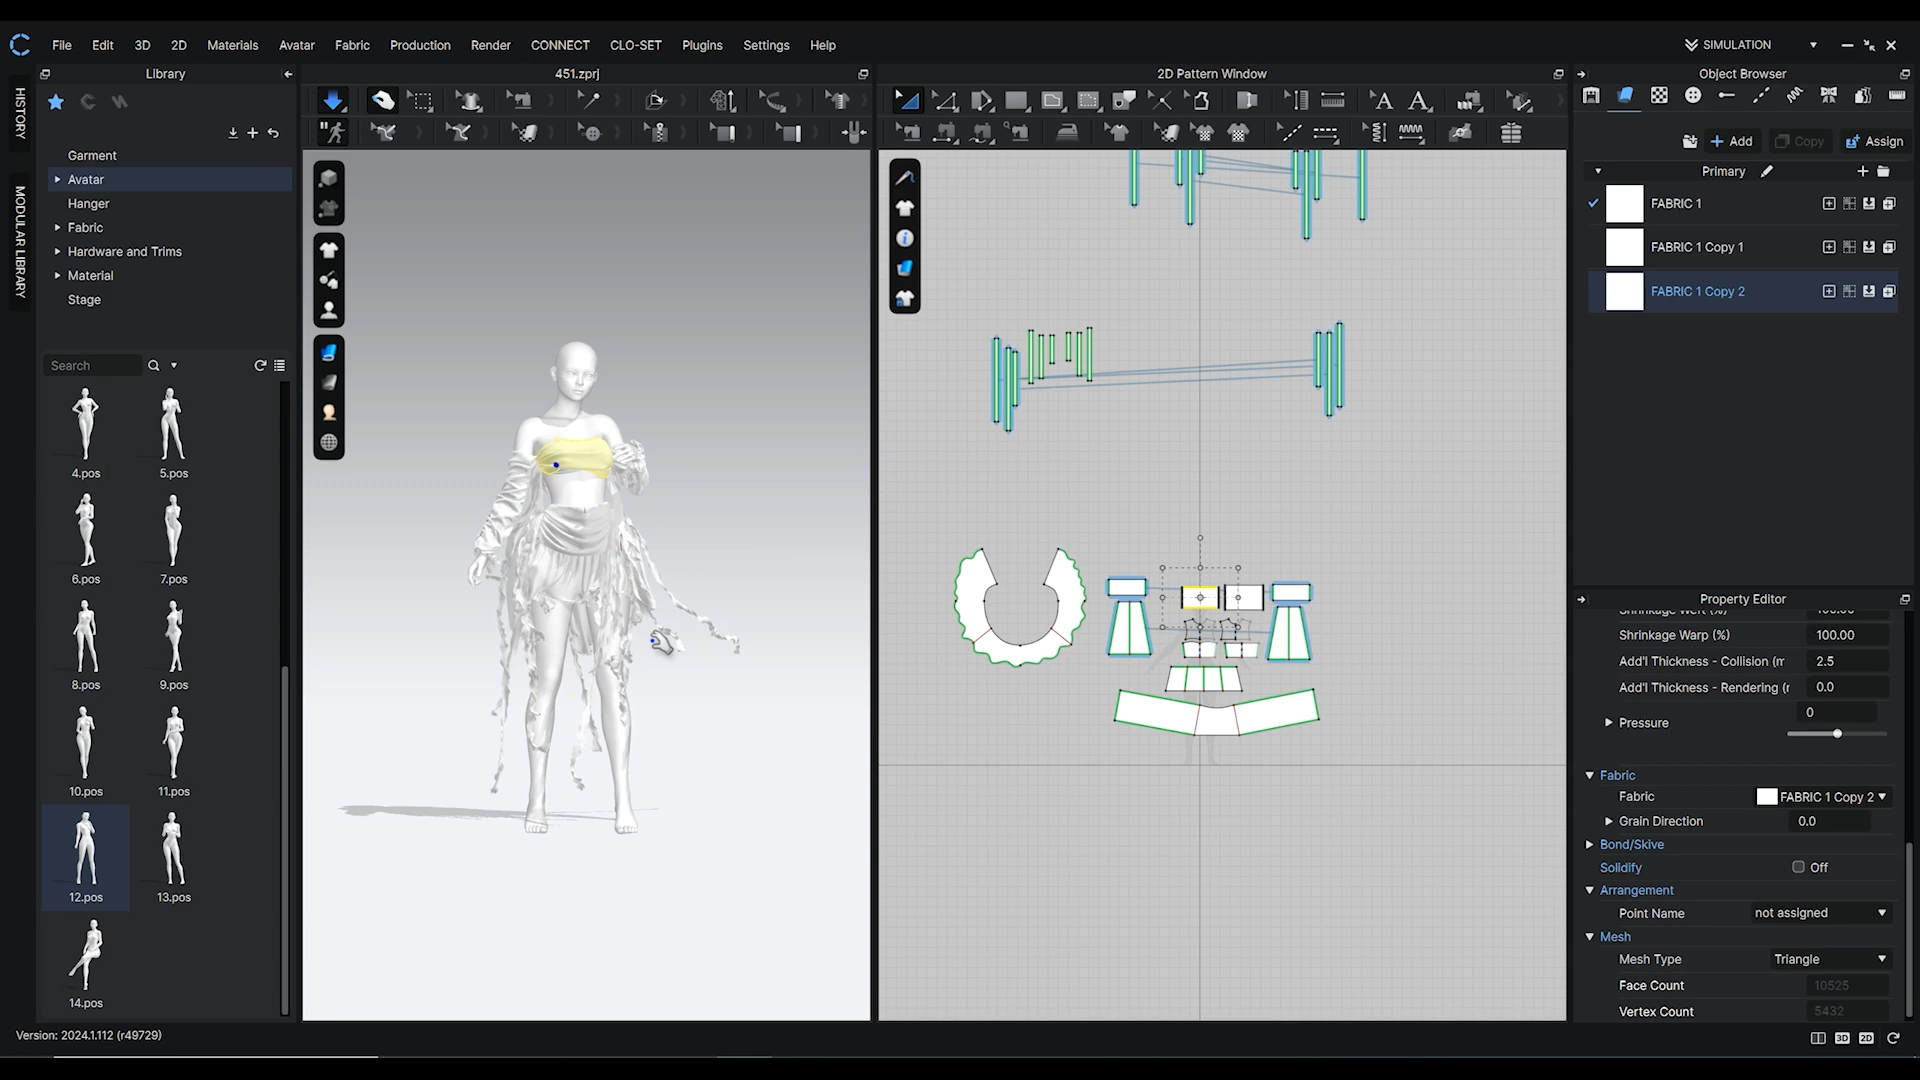 File Edit 3D 2D Materials Avatar Fabric Production Render CONNECT CLO-SET Plugins Settings Help
SIMULATION
HISTORY
MODULAR LIBRARY
Library
Garment
Avatar
Hanger
Fabric
Hardware and Trims
Material
Stage
Search
4.pos 5.pos
6.pos 7.pos
8.pos 9.pos
10.pos 11.pos
12.pos 13.pos
14.pos
Version: 2024.1.112 (r49729)
451.zprj
2D Pattern Window
Object Browser
Add Copy Assign
Primary
FABRIC 1
FABRIC 1 Copy 1
FABRIC 1 Copy 2
Property Editor
Shrinkage Weft (%) 100.00
Shrinkage Warp (%) 100.00
Add'l Thickness - Collision (m 2.5
Add'l Thickness - Rendering (r 0.0
Pressure 0
Fabric
Fabric FABRIC 1 Copy 2
Grain Direction 0.0
Bond/Skive
Solidify Off
Arrangement
Point Name not assigned
Mesh
Mesh Type Triangle
Face Count 10525
Vertex Count 5432
3D 2D